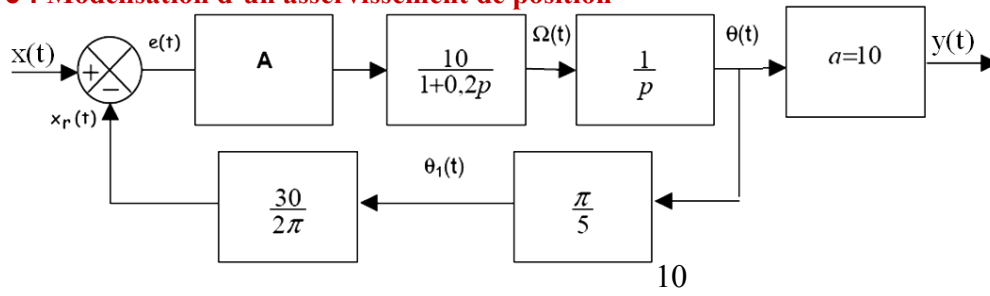 e : Modélisation d'un asservissement de position
x(t) + − e(t) A 10/(1+0,2p) Ω(t) 1/p θ(t) a=10 y(t)
xr(t) 30/2π θ1(t) π/5
10